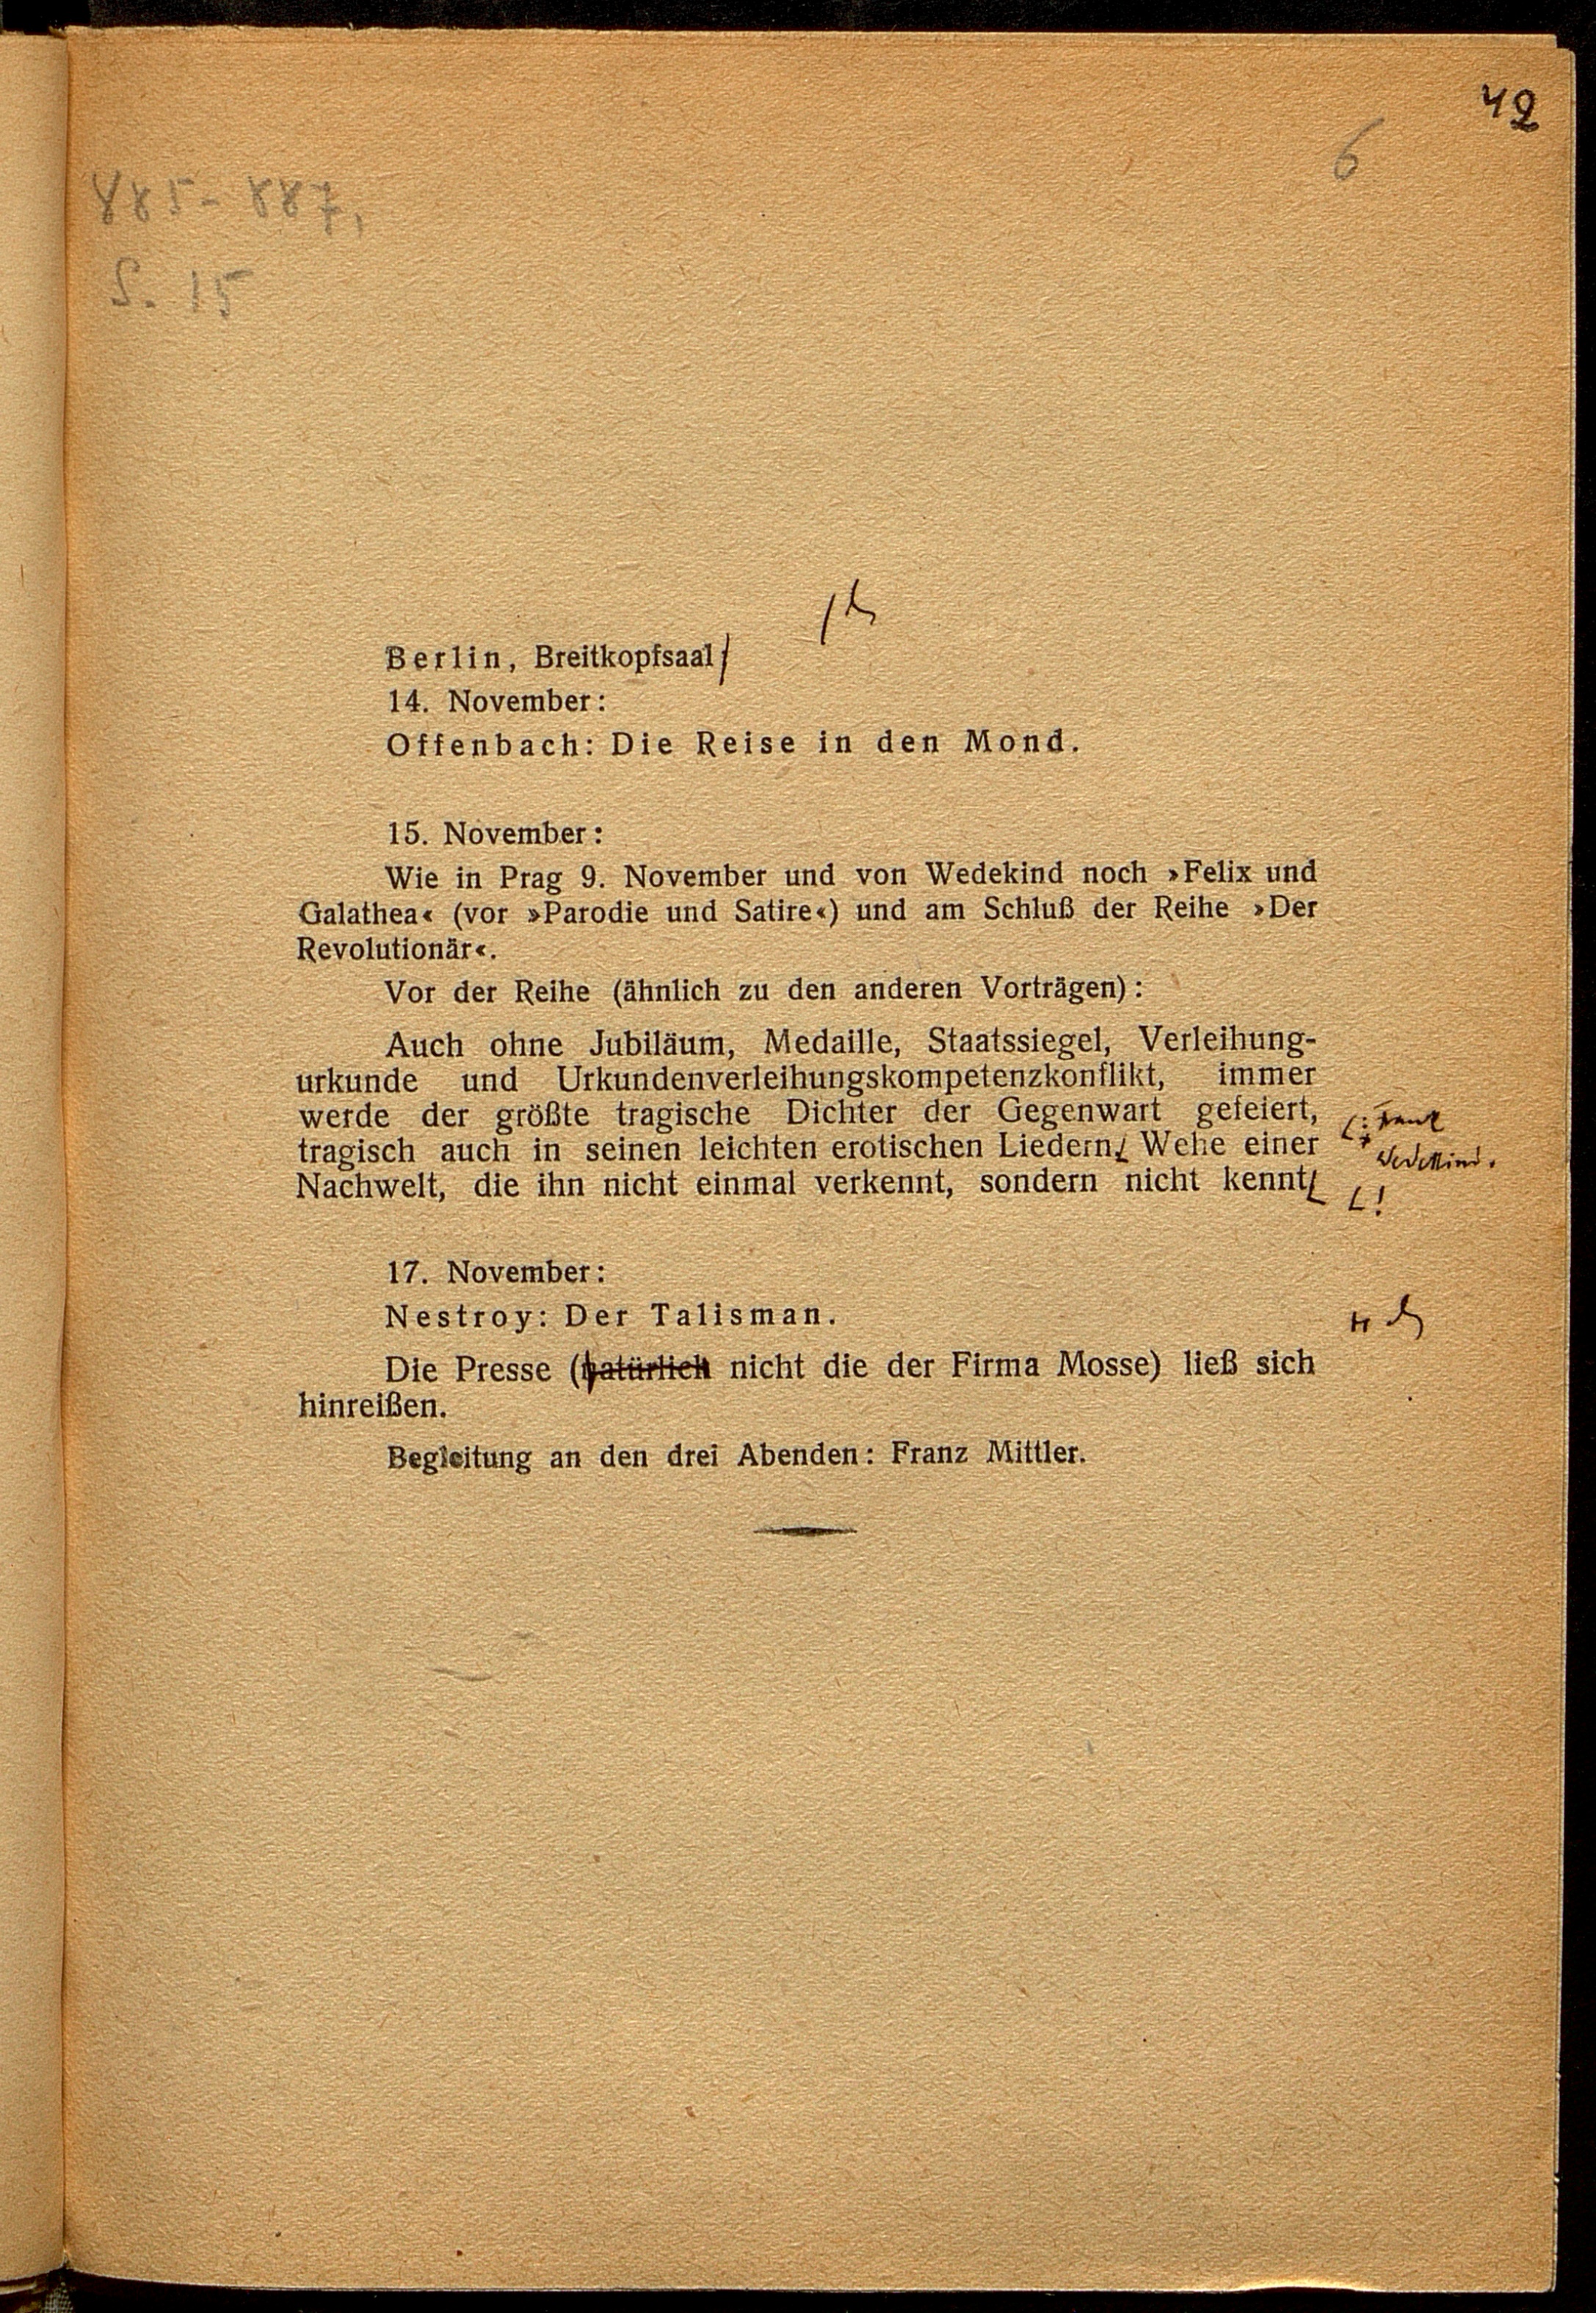 42
6
885-887,
S. 15
Berlin, Breitkopfsaal:
14. November:
Offenbach: Die Reise in den Mond.
15. November:
Wie in Prag 9. November und von Wedekind noch »Felix und
Galathea« (vor »Parodie und Satire«) und am Schluß der Reihe »Der
Revolutionär«.
Vor der Reihe (ähnlich zu den anderen Vorträgen):
Auch ohne Jubiläum, Medaille, Staatssiegel, Verleihung-
urkunde und Urkundenverleihungskompetenzkonflikt, immer
werde der größte tragische Dichter der Gegenwart gefeiert,
tragisch auch in seinen leichten erotischen Liedern. Wehe einer
: Frank
Wedekind.
Nachwelt, die ihn nicht einmal verkennt, sondern nicht kennt
!
17. November:
Nestroy: Der Talisman.
Die Presse (natürlich nicht die der Firma Mosse) ließ sich
hinreißen.
Begleitung an den drei Abenden: Franz Mittler.